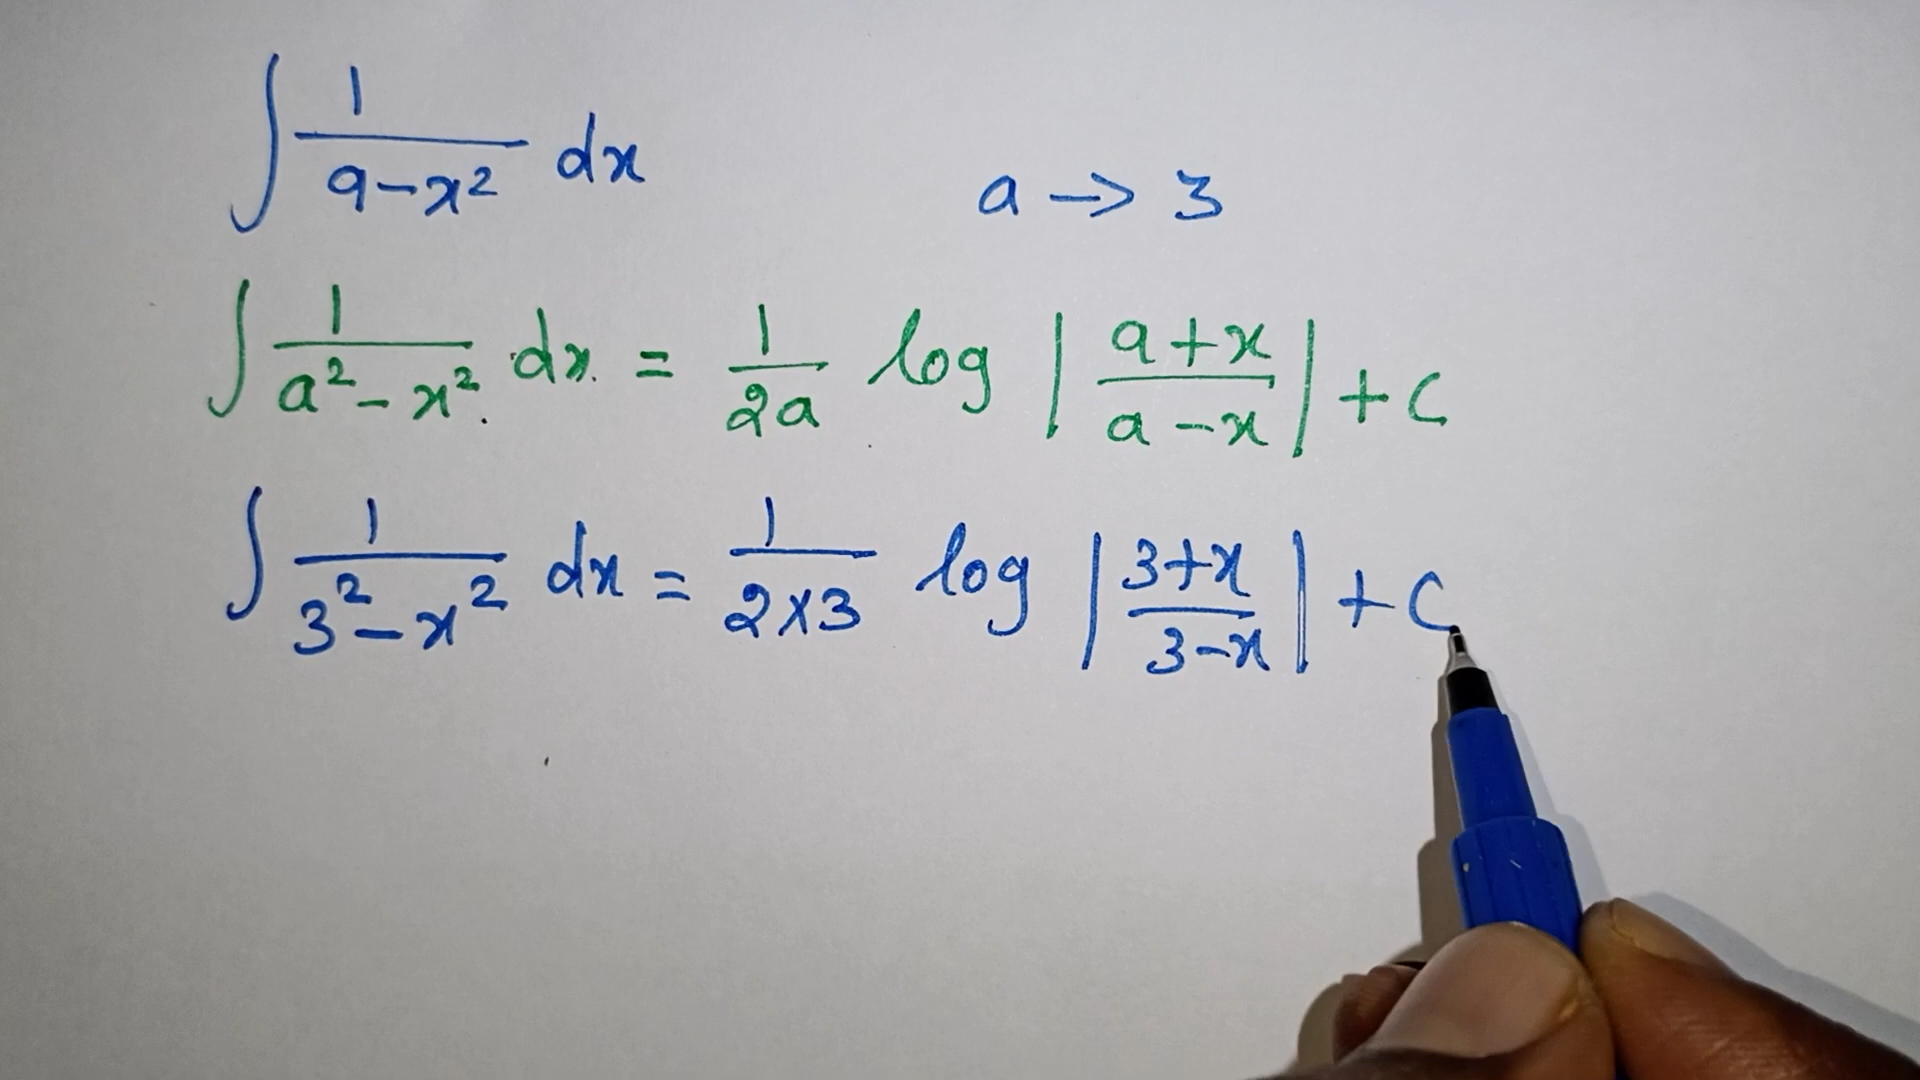 ∫ 1/(9-x²) dx    a → 3
∫ 1/(a²-x²) dx = 1/(2a) log |(a+x)/(a-x)| + c
∫ 1/(3²-x²) dx = 1/(2×3) log |(3+x)/(3-x)| + c